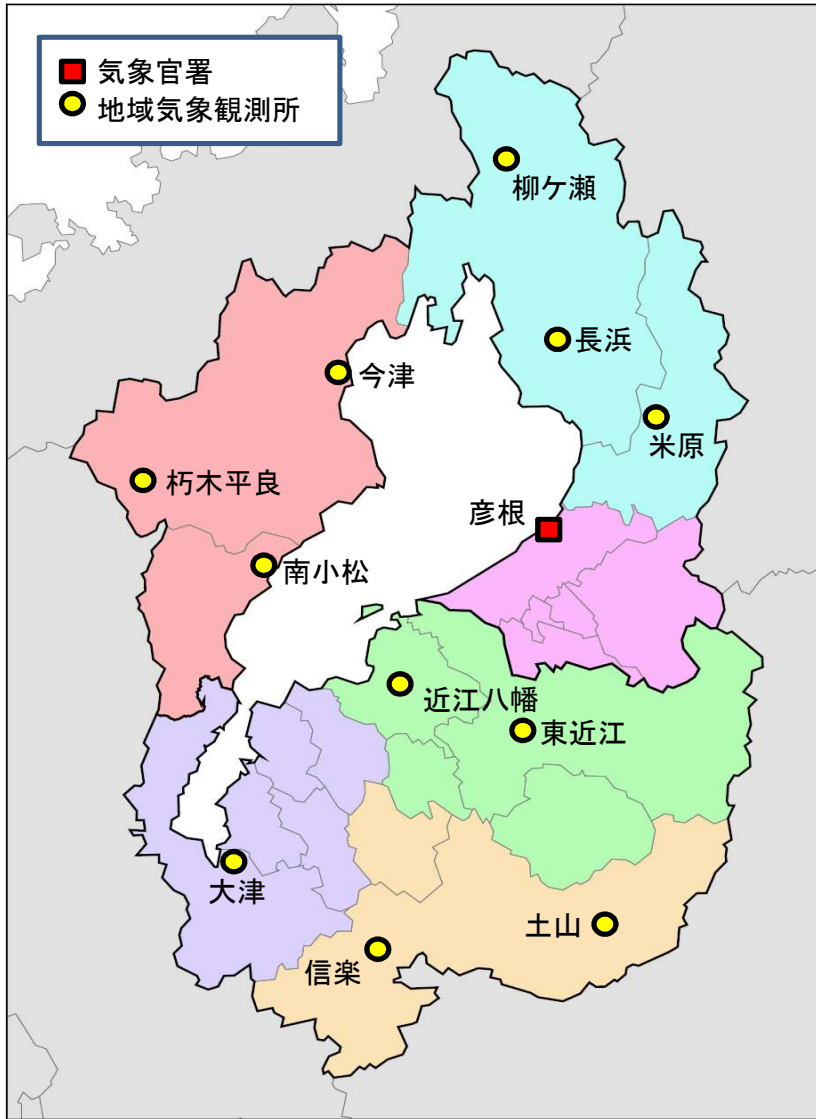 気象官署
地域気象観測所
柳ケ瀬
長浜
今津
米原
朽木平良
彦根
南小松
近江八幡
東近江
大津
土山
信楽